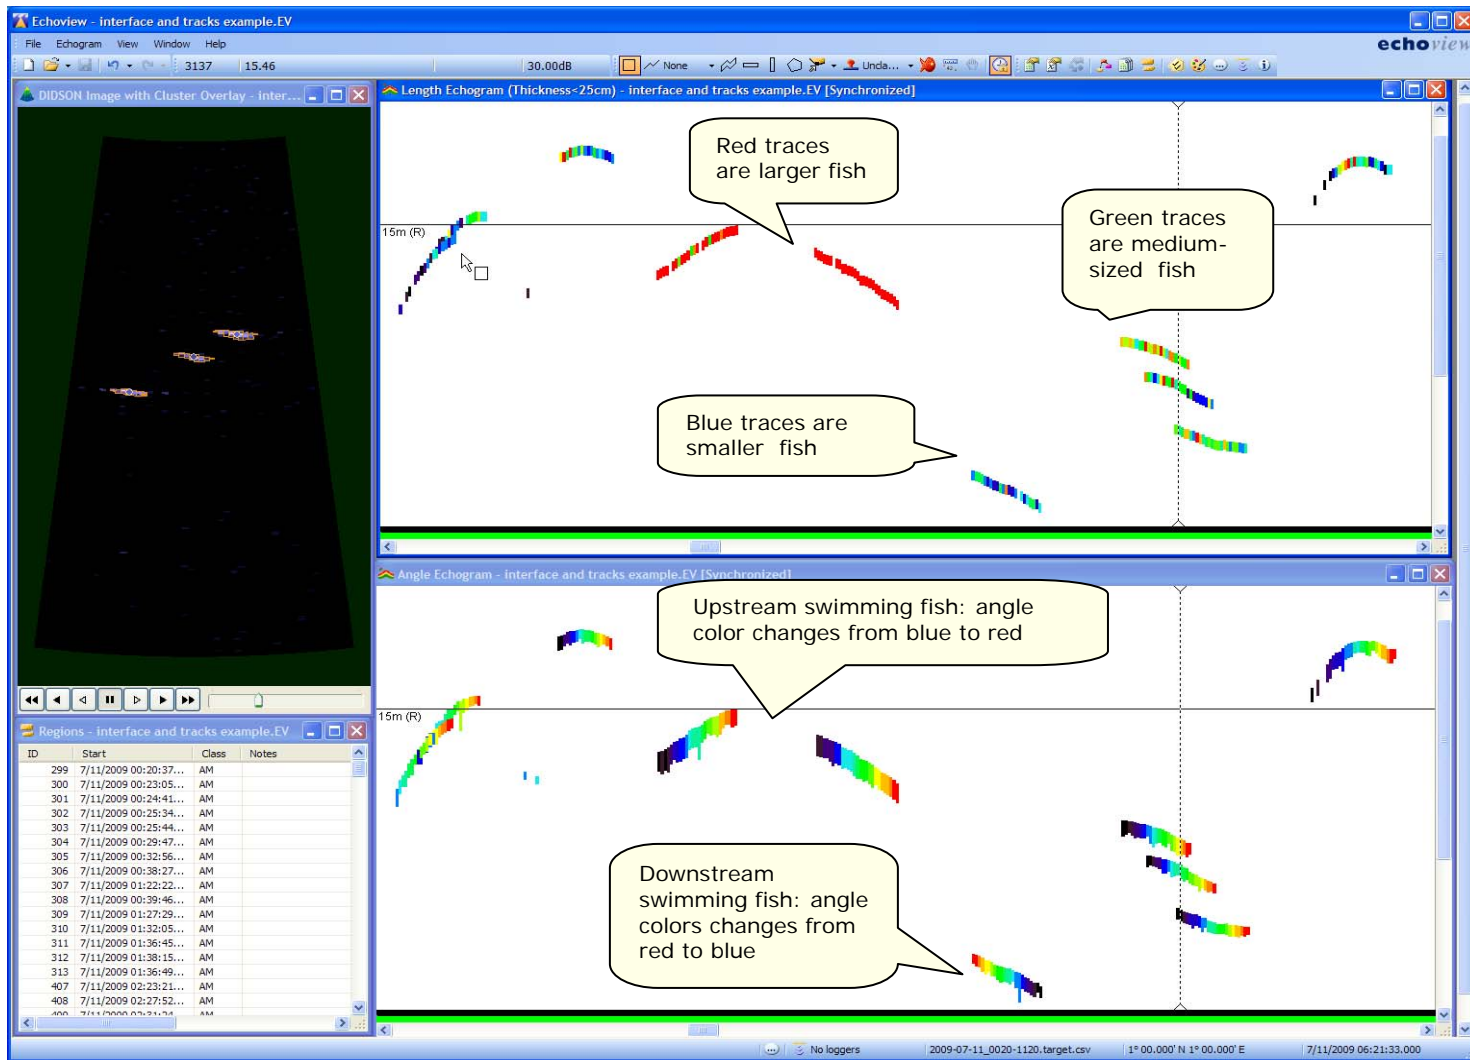 Echoview - interface and tracks example.EV
File Echogram View Window Help
echoview
3137 15.46 30.00dB None Uncla...
DIDSON Image with Cluster Overlay - inter...
Length Echogram (Thickness<25cm) - interface and tracks example.EV [Synchronized]
Red traces
are larger fish
Green traces
are medium-
sized fish
15m (R)
Blue traces are
smaller fish
Angle Echogram - interface and tracks example.EV [Synchronized]
Upstream swimming fish: angle
color changes from blue to red
15m (R)
Downstream
swimming fish: angle
colors changes from
red to blue
Regions - interface and tracks example.EV
ID Start Class Notes
299 7/11/2009 00:20:37... AM
300 7/11/2009 00:23:05... AM
301 7/11/2009 00:24:41... AM
302 7/11/2009 00:25:34... AM
303 7/11/2009 00:25:44... AM
304 7/11/2009 00:29:47... AM
305 7/11/2009 00:32:56... AM
306 7/11/2009 00:38:27... AM
307 7/11/2009 01:22:22... AM
308 7/11/2009 00:39:46... AM
309 7/11/2009 01:27:29... AM
310 7/11/2009 01:32:05... AM
311 7/11/2009 01:36:45... AM
312 7/11/2009 01:38:15... AM
313 7/11/2009 01:36:49... AM
407 7/11/2009 02:23:21... AM
408 7/11/2009 02:27:52... AM
409 7/11/2009 02:31:24 AM
No loggers 2009-07-11_0020-1120.target.csv 1° 00.000' N 1° 00.000' E 7/11/2009 06:21:33.000